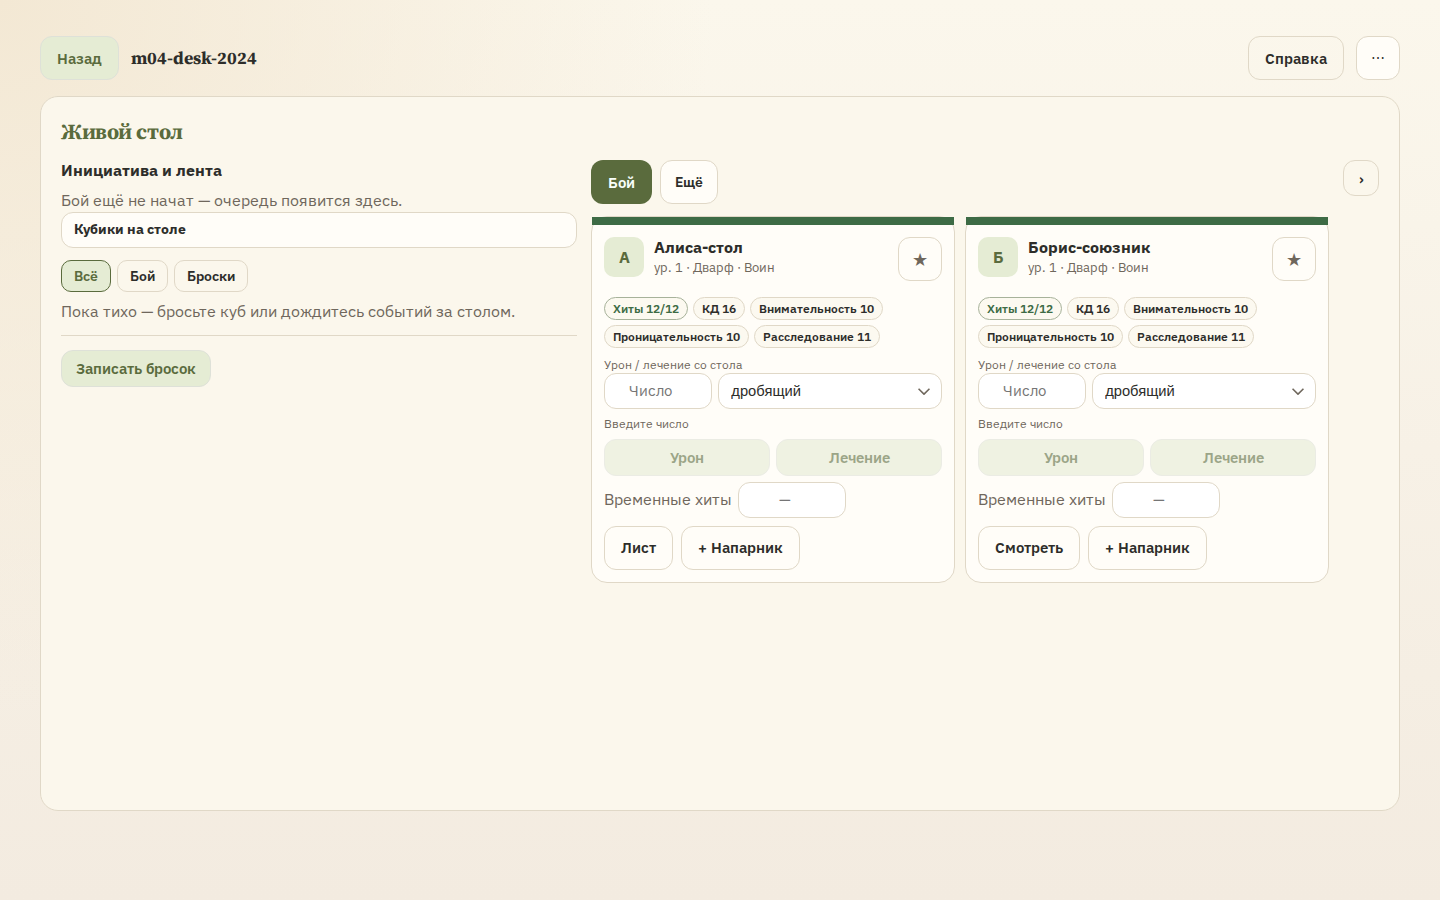 Назад
m04-desk-2024
Справка
...
Живой стол
Инициатива и лента
Бой ещё не начат — очередь появится здесь.
Кубики на столе
Всё
Бой
Броски
Пока тихо — бросьте куб или дождитесь событий за столом.
Записать бросок
Бой
Ещё
›
А
Алиса-стол
ур. 1 · Дварф · Воин
★
Хиты 12/12
КД 16
Внимательность 10
Проницательность 10
Расследование 11
Урон / лечение со стола
Число
дробящий
Введите число
Урон
Лечение
Временные хиты
—
Лист
+ Напарник
Б
Борис-союзник
ур. 1 · Дварф · Воин
★
Хиты 12/12
КД 16
Внимательность 10
Проницательность 10
Расследование 11
Урон / лечение со стола
Число
дробящий
Введите число
Урон
Лечение
Временные хиты
—
Смотреть
+ Напарник